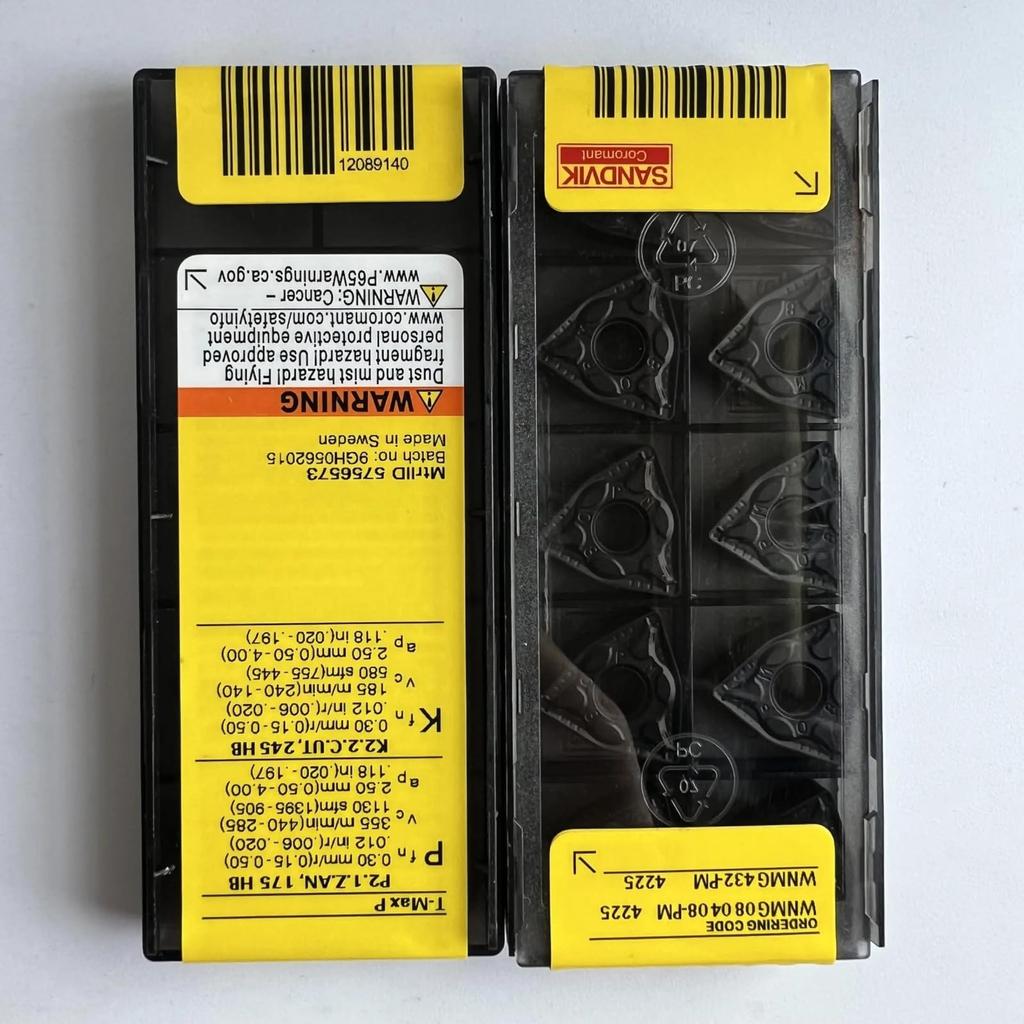 12089140
T-Max P
P2.1.Z.AN, 175 HB
P fn 0.30 mm/r(0.15-0.50)
.012 in/r(.006-.020)
vc 355 m/min(440-285)
1130 sfm(1395-905)
ap 2.50 mm(0.50-4.00)
.118 in(.020-.197)
K2.2.C.UT, 245 HB
K fn 0.30 mm/r(0.15-0.50)
.012 in/r(.006-.020)
vc 185 m/min(240-140)
580 sfm(755-445)
ap 2.50 mm(0.50-4.00)
.118 in(.020-.197)
MtrlID 5756573
Batch no: 9GH0562015
Made in Sweden
WARNING
Dust and mist hazard! Flying
fragment hazard! Use approved
personal protective equipment
www.coromant.com/safetyinfo
WARNING: Cancer –
www.P65Warnings.ca.gov
ORDERING CODE
WNMG 08 04 08-PM 4225
WNMG 432-PM 4225
07
PC
07
PC
SANDVIK
Coromant